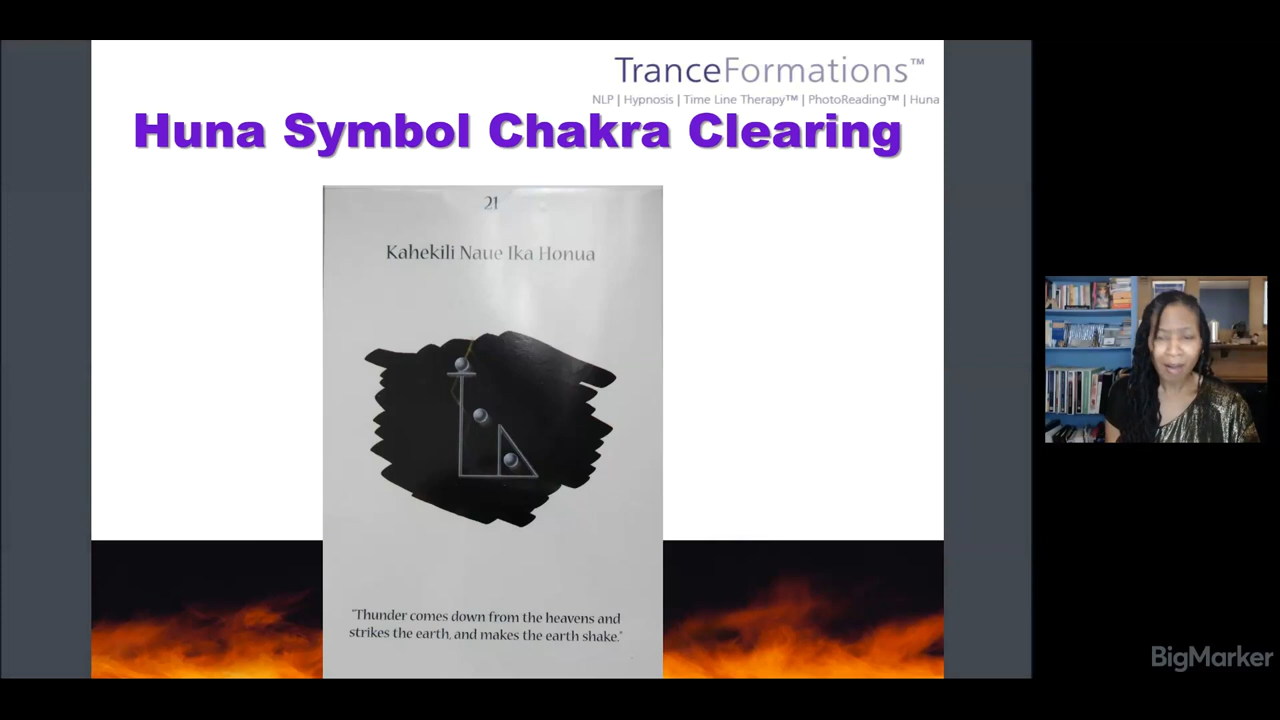 TranceFormations™
NLP | Hypnosis | Time Line Therapy™ | PhotoReading™ | Huna
Huna Symbol Chakra Clearing
21
Kahekili Naue Ika Honua
"Thunder comes down from the heavens and
strikes the earth, and makes the earth shake."
BigMarker